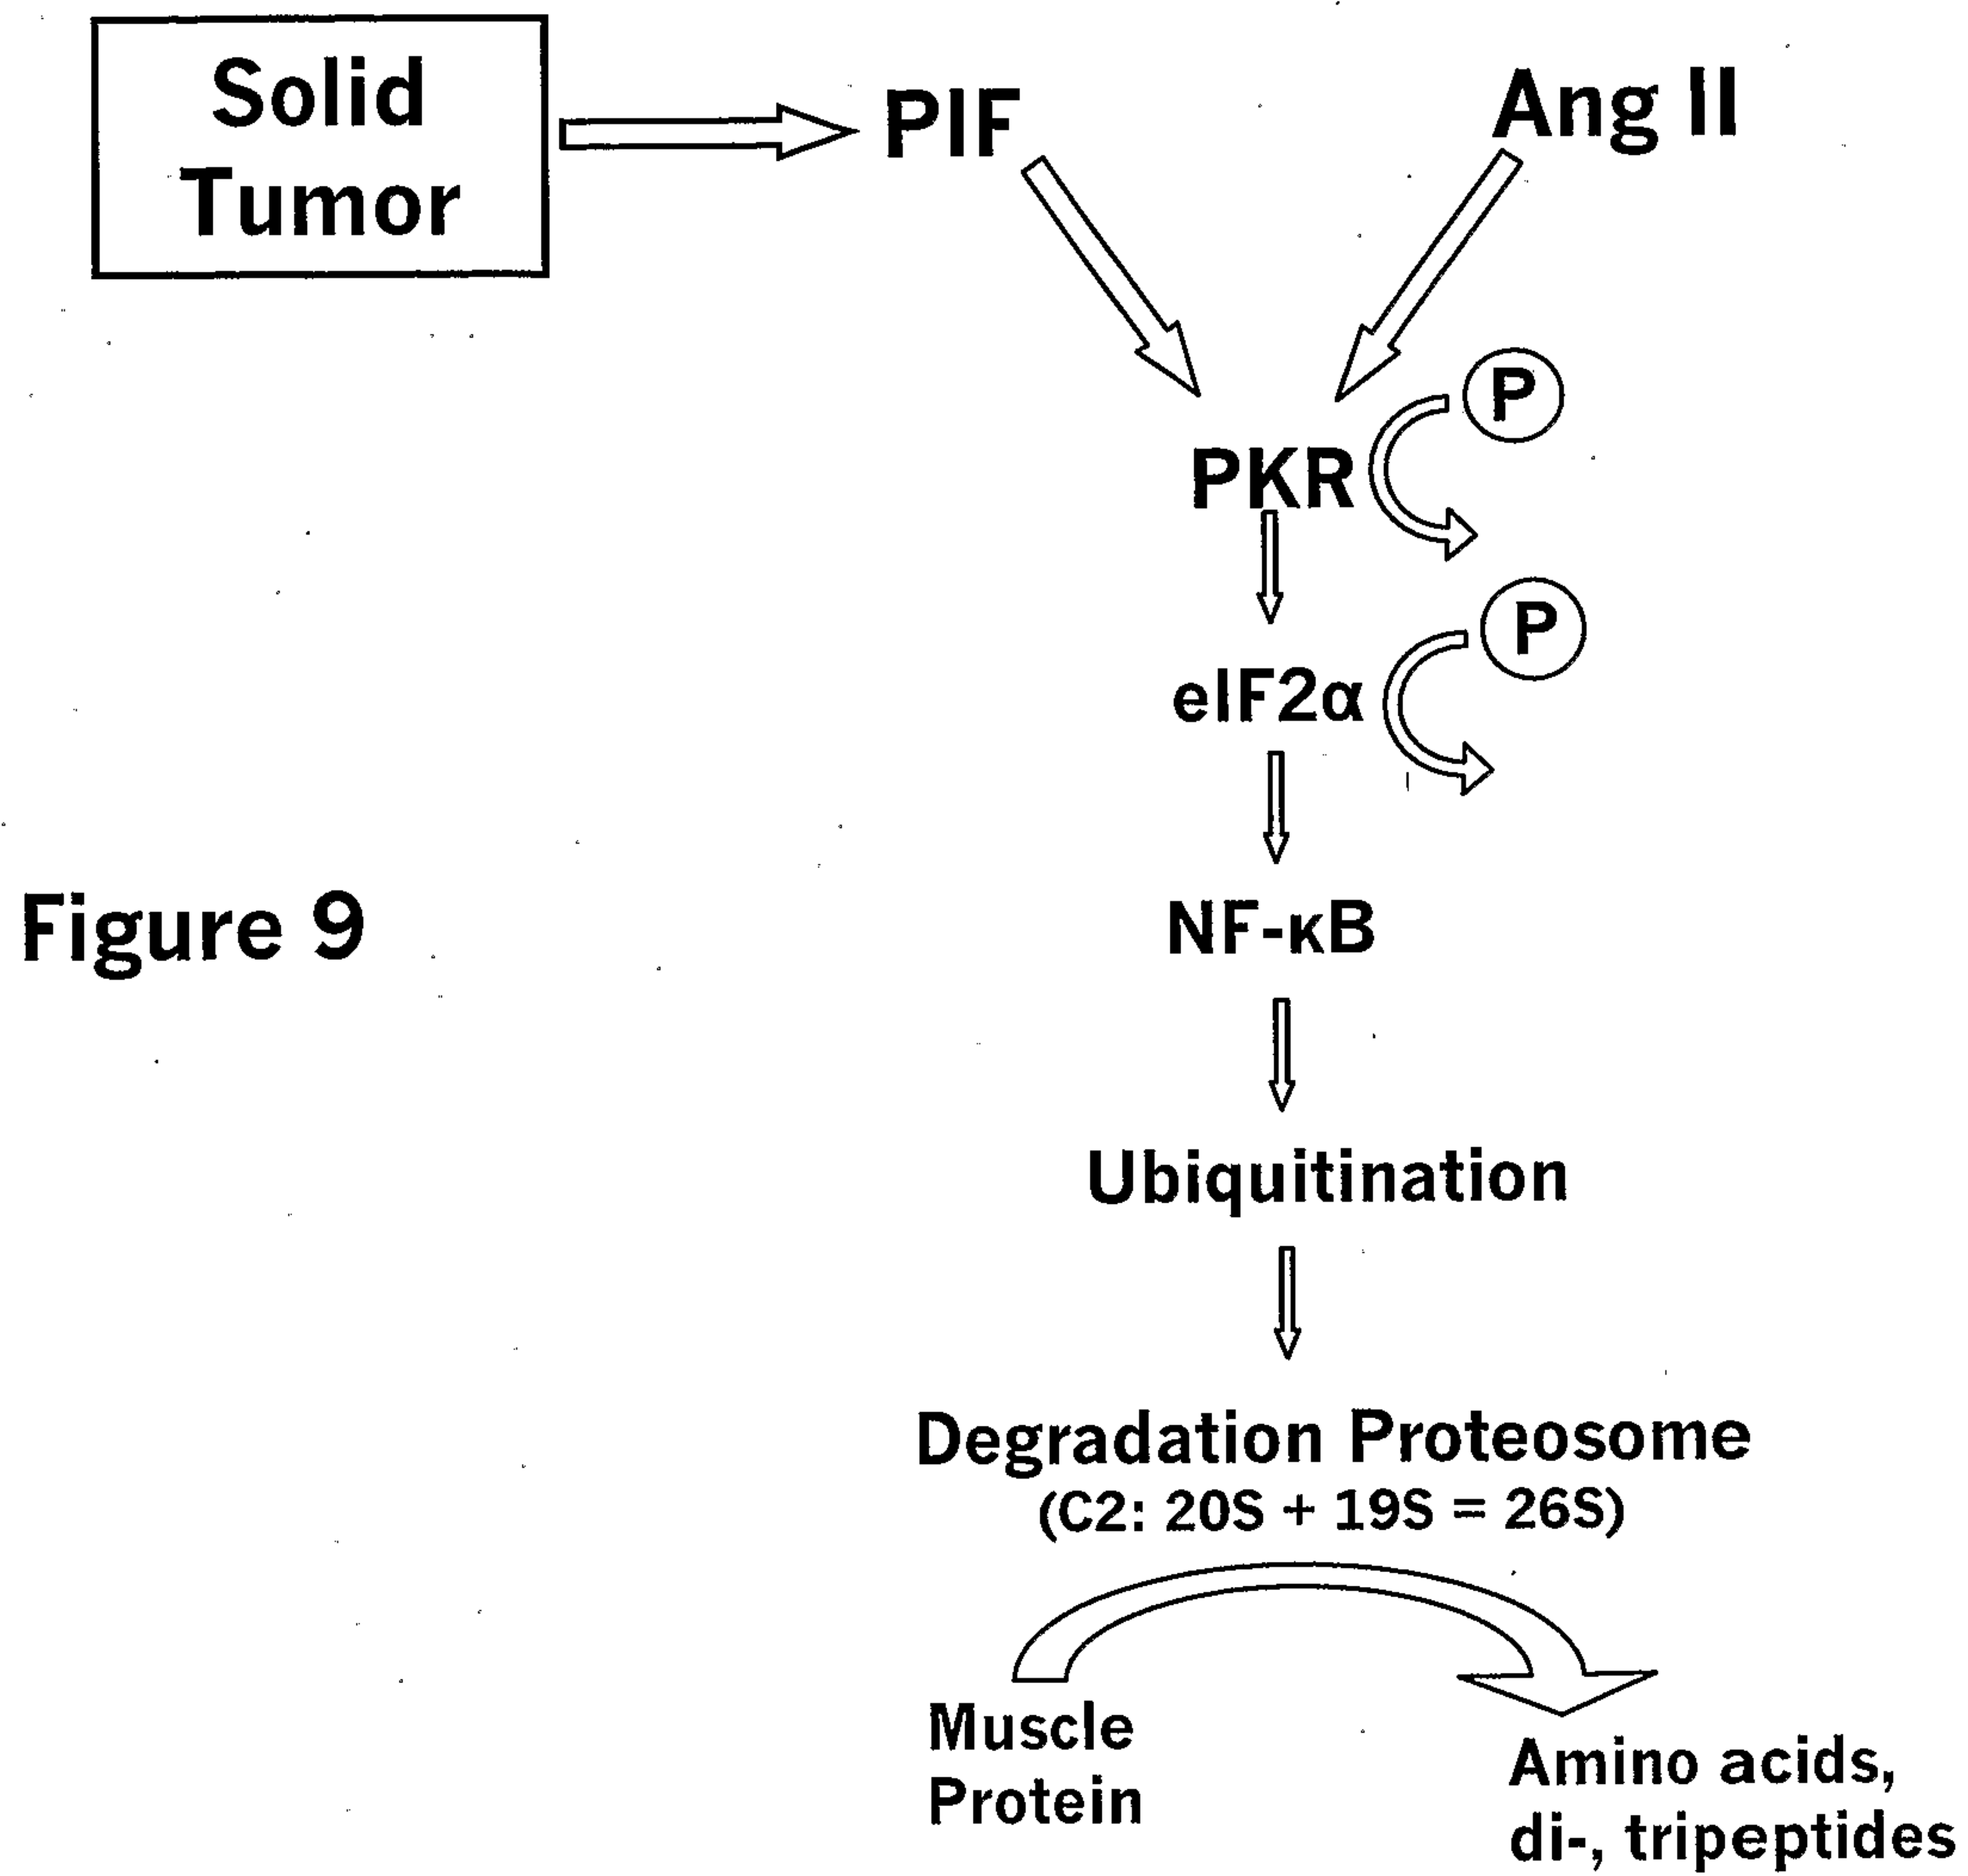 Solid
Tumor
PIF
Ang II
P
PKR
P
eIF2α
NF-κB
Figure 9
Ubiquitination
Degradation Proteosome
(C2: 20S + 19S = 26S)
Muscle
Protein
Amino acids,
di-, tripeptides